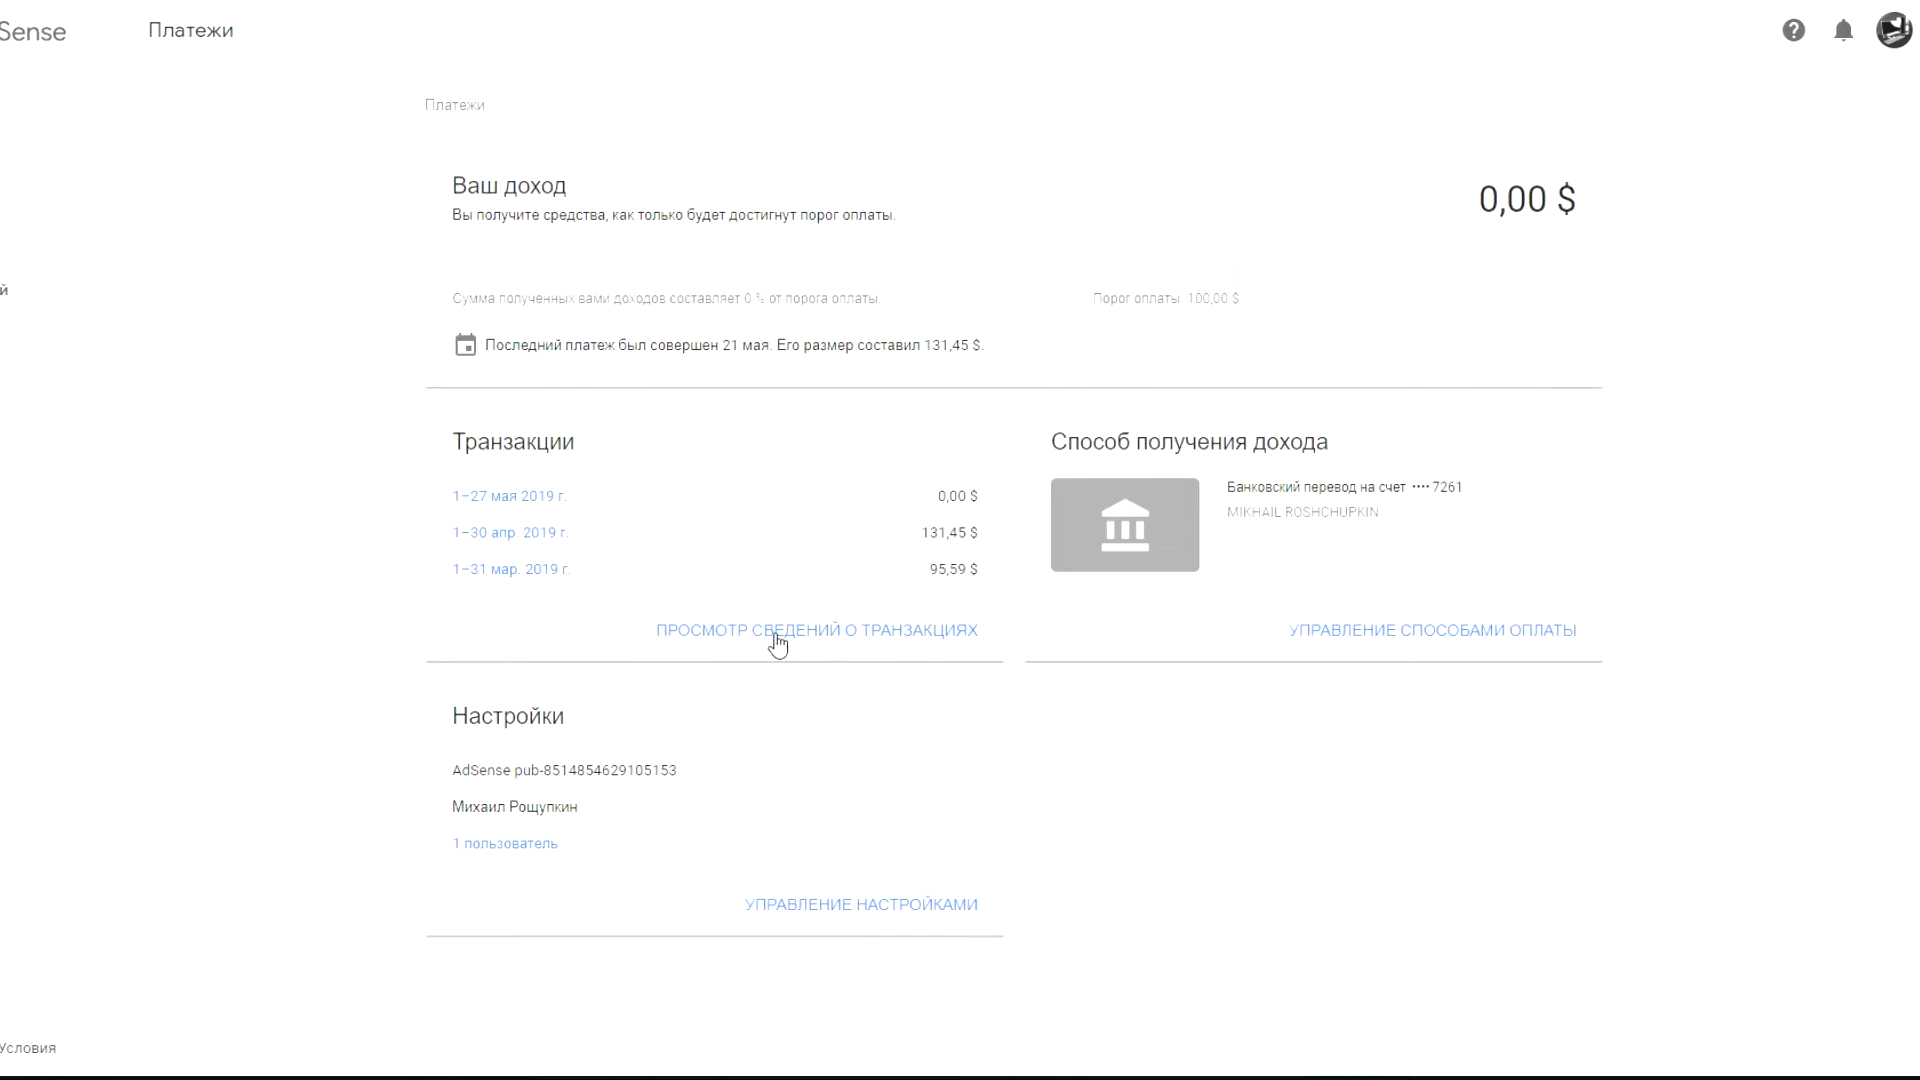 Sense
Платежи
Платежи
Ваш доход
0,00 $
Вы получите средства, как только будет достигнут порог оплаты.
й
Сумма полученных вами доходов составляет 0 % от порога оплаты.
Порог оплаты: 100,00 $
Последний платеж был совершен 21 мая. Его размер составил 131,45 $.
Транзакции
1–27 мая 2019 г.
0,00 $
1–30 апр. 2019 г.
131,45 $
1–31 мар. 2019 г.
95,59 $
ПРОСМОТР СВЕДЕНИЙ О ТРАНЗАКЦИЯХ
Способ получения дохода
Банковский перевод на счет •••• 7261
MIKHAIL ROSHCHUPKIN
УПРАВЛЕНИЕ СПОСОБАМИ ОПЛАТЫ
Настройки
AdSense pub-8514854629105153
Михаил Рощупкин
1 пользователь
УПРАВЛЕНИЕ НАСТРОЙКАМИ
Условия